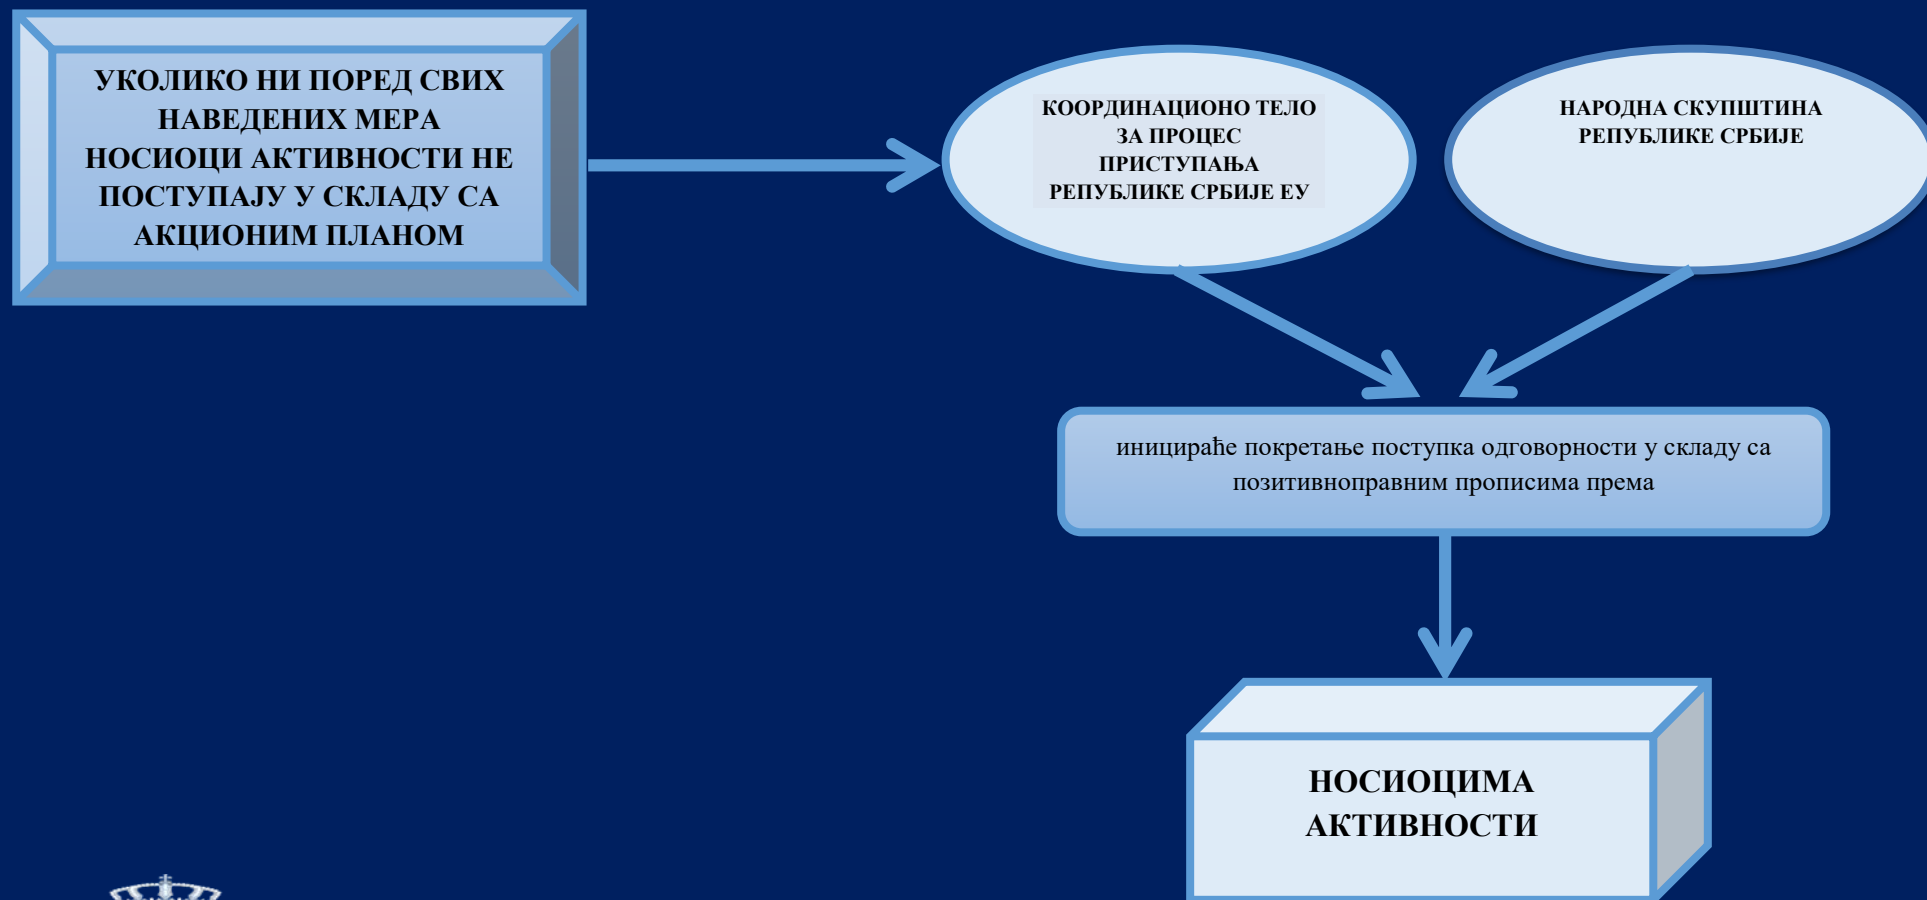 УКОЛИКО НИ ПОРЕД СВИХ
НАВЕДЕНИХ МЕРА
НОСИОЦИ АКТИВНОСТИ НЕ
ПОСТУПАЈУ У СКЛАДУ СА
АКЦИОНИМ ПЛАНОМ
КООРДИНАЦИОНО ТЕЛО
ЗА ПРОЦЕС
ПРИСТУПАЊА
РЕПУБЛИКЕ СРБИЈЕ ЕУ
НАРОДНА СКУПШТИНА
РЕПУБЛИКЕ СРБИЈЕ
иницираће покретање поступка одговорности у складу са
позитивноправним прописима према
НОСИОЦИМА
АКТИВНОСТИ